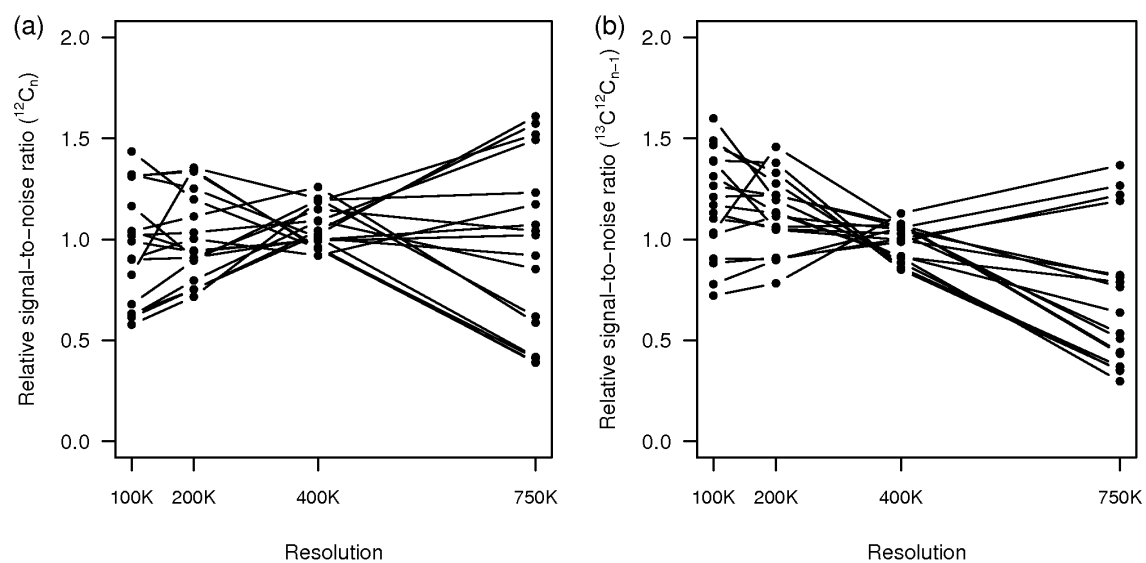 (a)
Relative signal−to−noise ratio (¹²Cₙ)
2.0
1.5
1.0
0.5
0.0
100K 200K 400K 750K
Resolution
(b)
Relative signal−to−noise ratio (¹³C¹²Cₙ₋₁)
2.0
1.5
1.0
0.5
0.0
100K 200K 400K 750K
Resolution